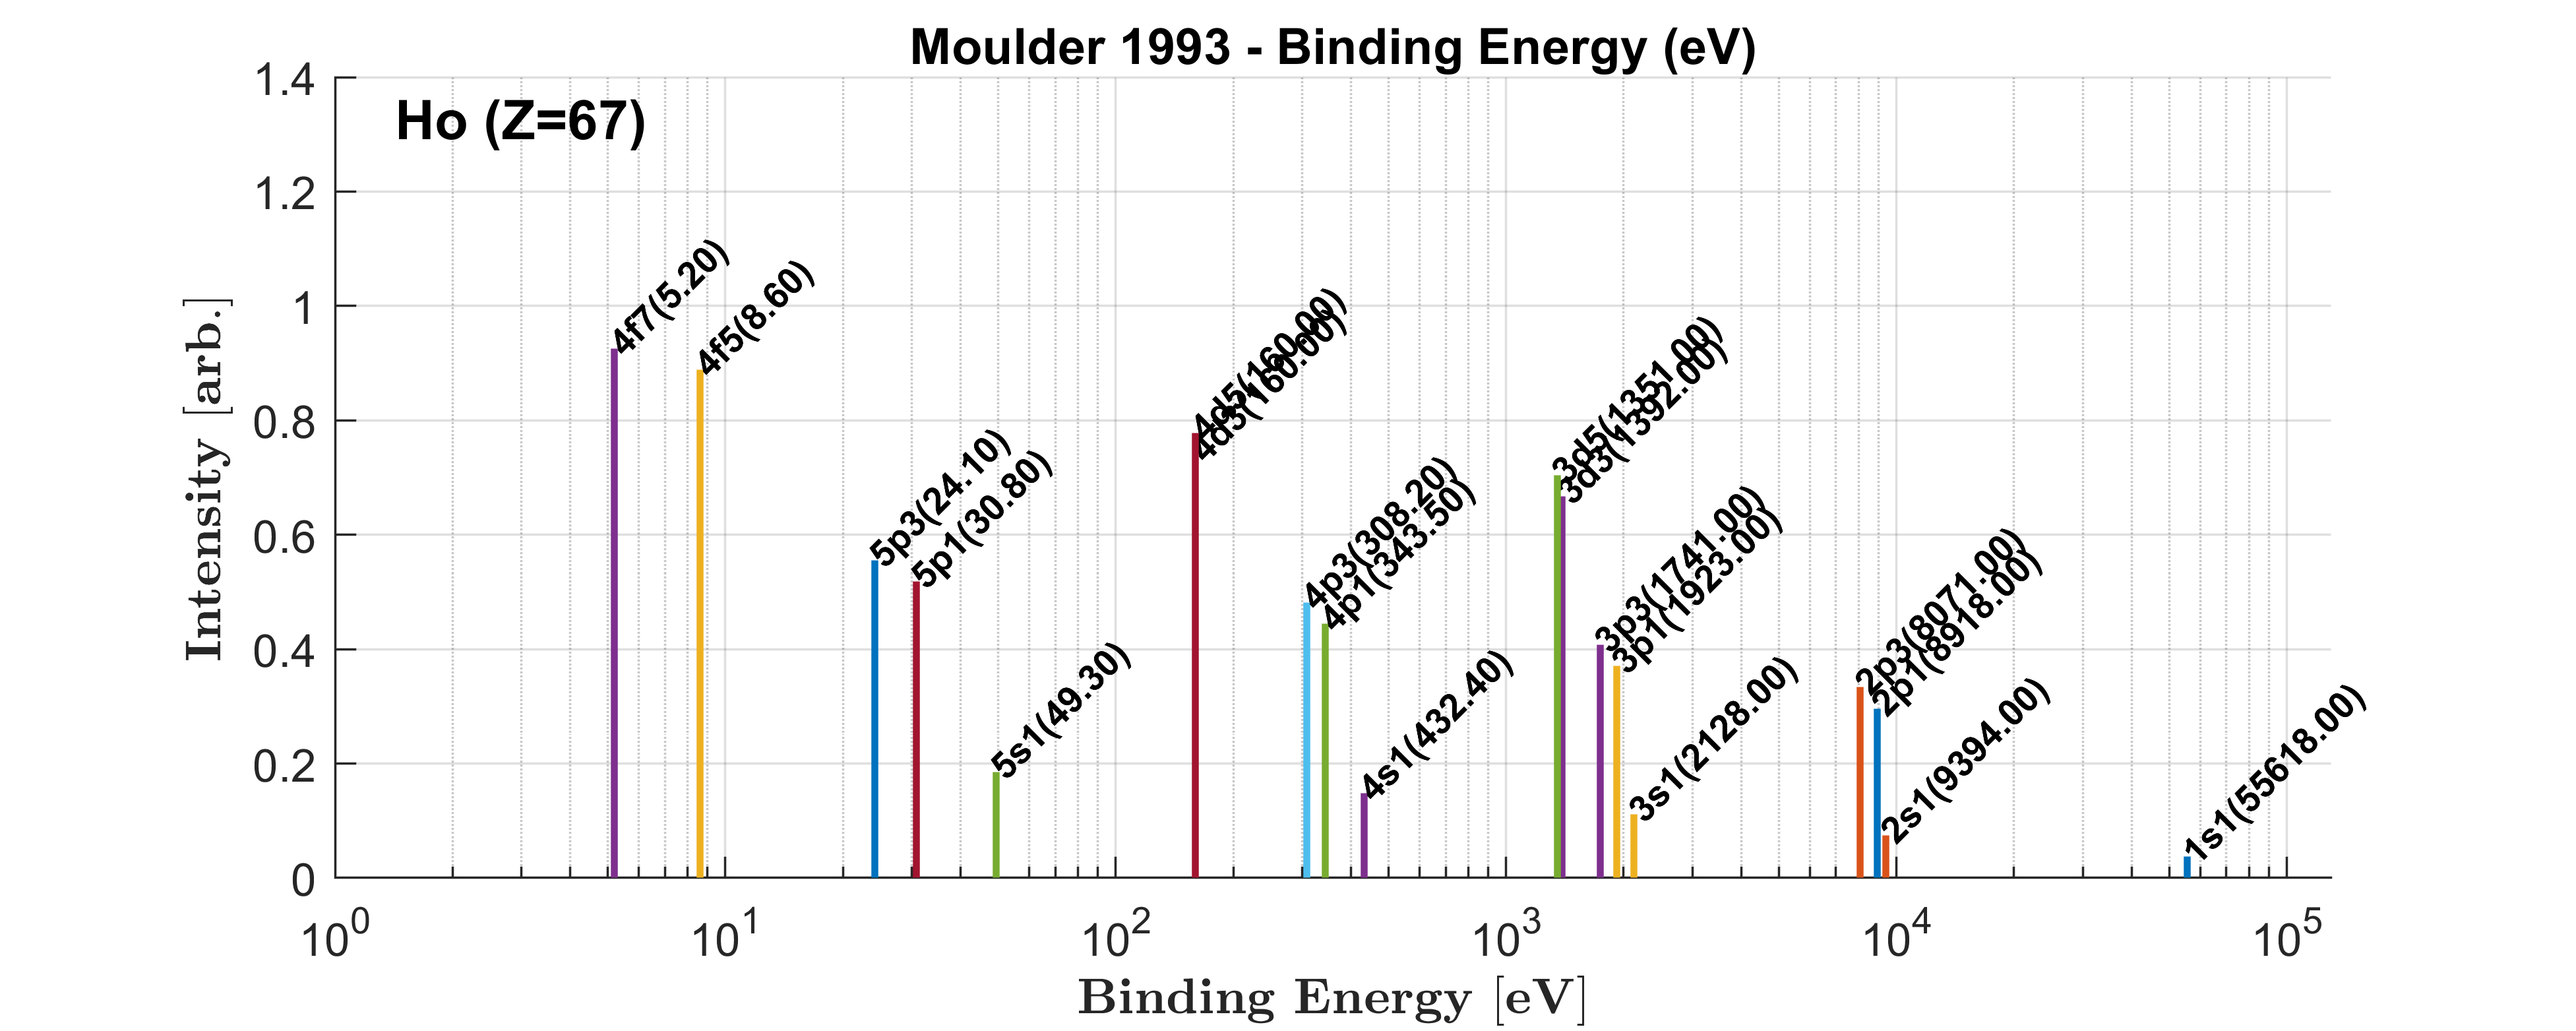 Moulder 1993 - Binding Energy (eV)
Ho (Z=67)
Intensity [arb.]
1.4
1.2
1
0.8
0.6
0.4
0.2
0
4f7(5.20)
4f5(8.60)
5p3(24.10)
5p1(30.80)
5s1(49.30)
4d5(160.00)
4d3(160.00)
4p3(308.20)
4p1(343.50)
4s1(432.40)
3d5(1351.00)
3d3(1392.00)
3p3(1741.00)
3p1(1923.00)
3s1(2128.00)
2p3(8071.00)
2p1(8918.00)
2s1(9394.00)
1s1(55618.00)
10^0 10^1 10^2 10^3 10^4 10^5
Binding Energy [eV]